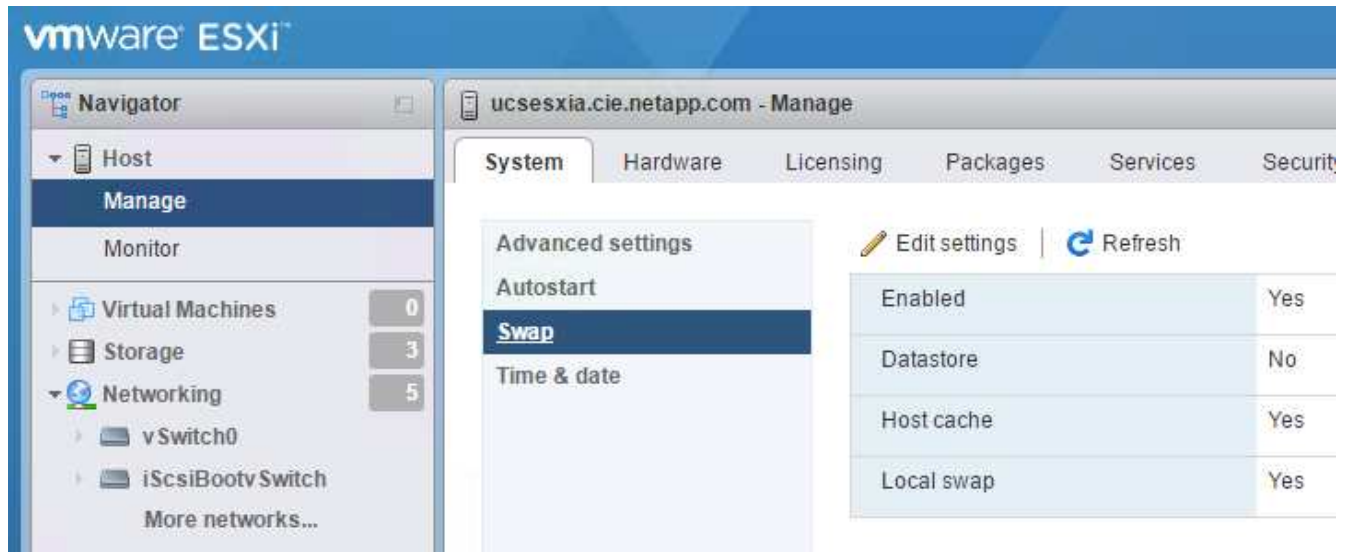 vmware ESXi™
Navigator
Host
Manage
Monitor
Virtual Machines 0
Storage 3
Networking 5
vSwitch0
iScsiBootvSwitch
More networks...
ucsesxia.cie.netapp.com - Manage
System Hardware Licensing Packages Services Security
Advanced settings
Autostart
Swap
Time & date
Edit settings | Refresh
Enabled Yes
Datastore No
Host cache Yes
Local swap Yes